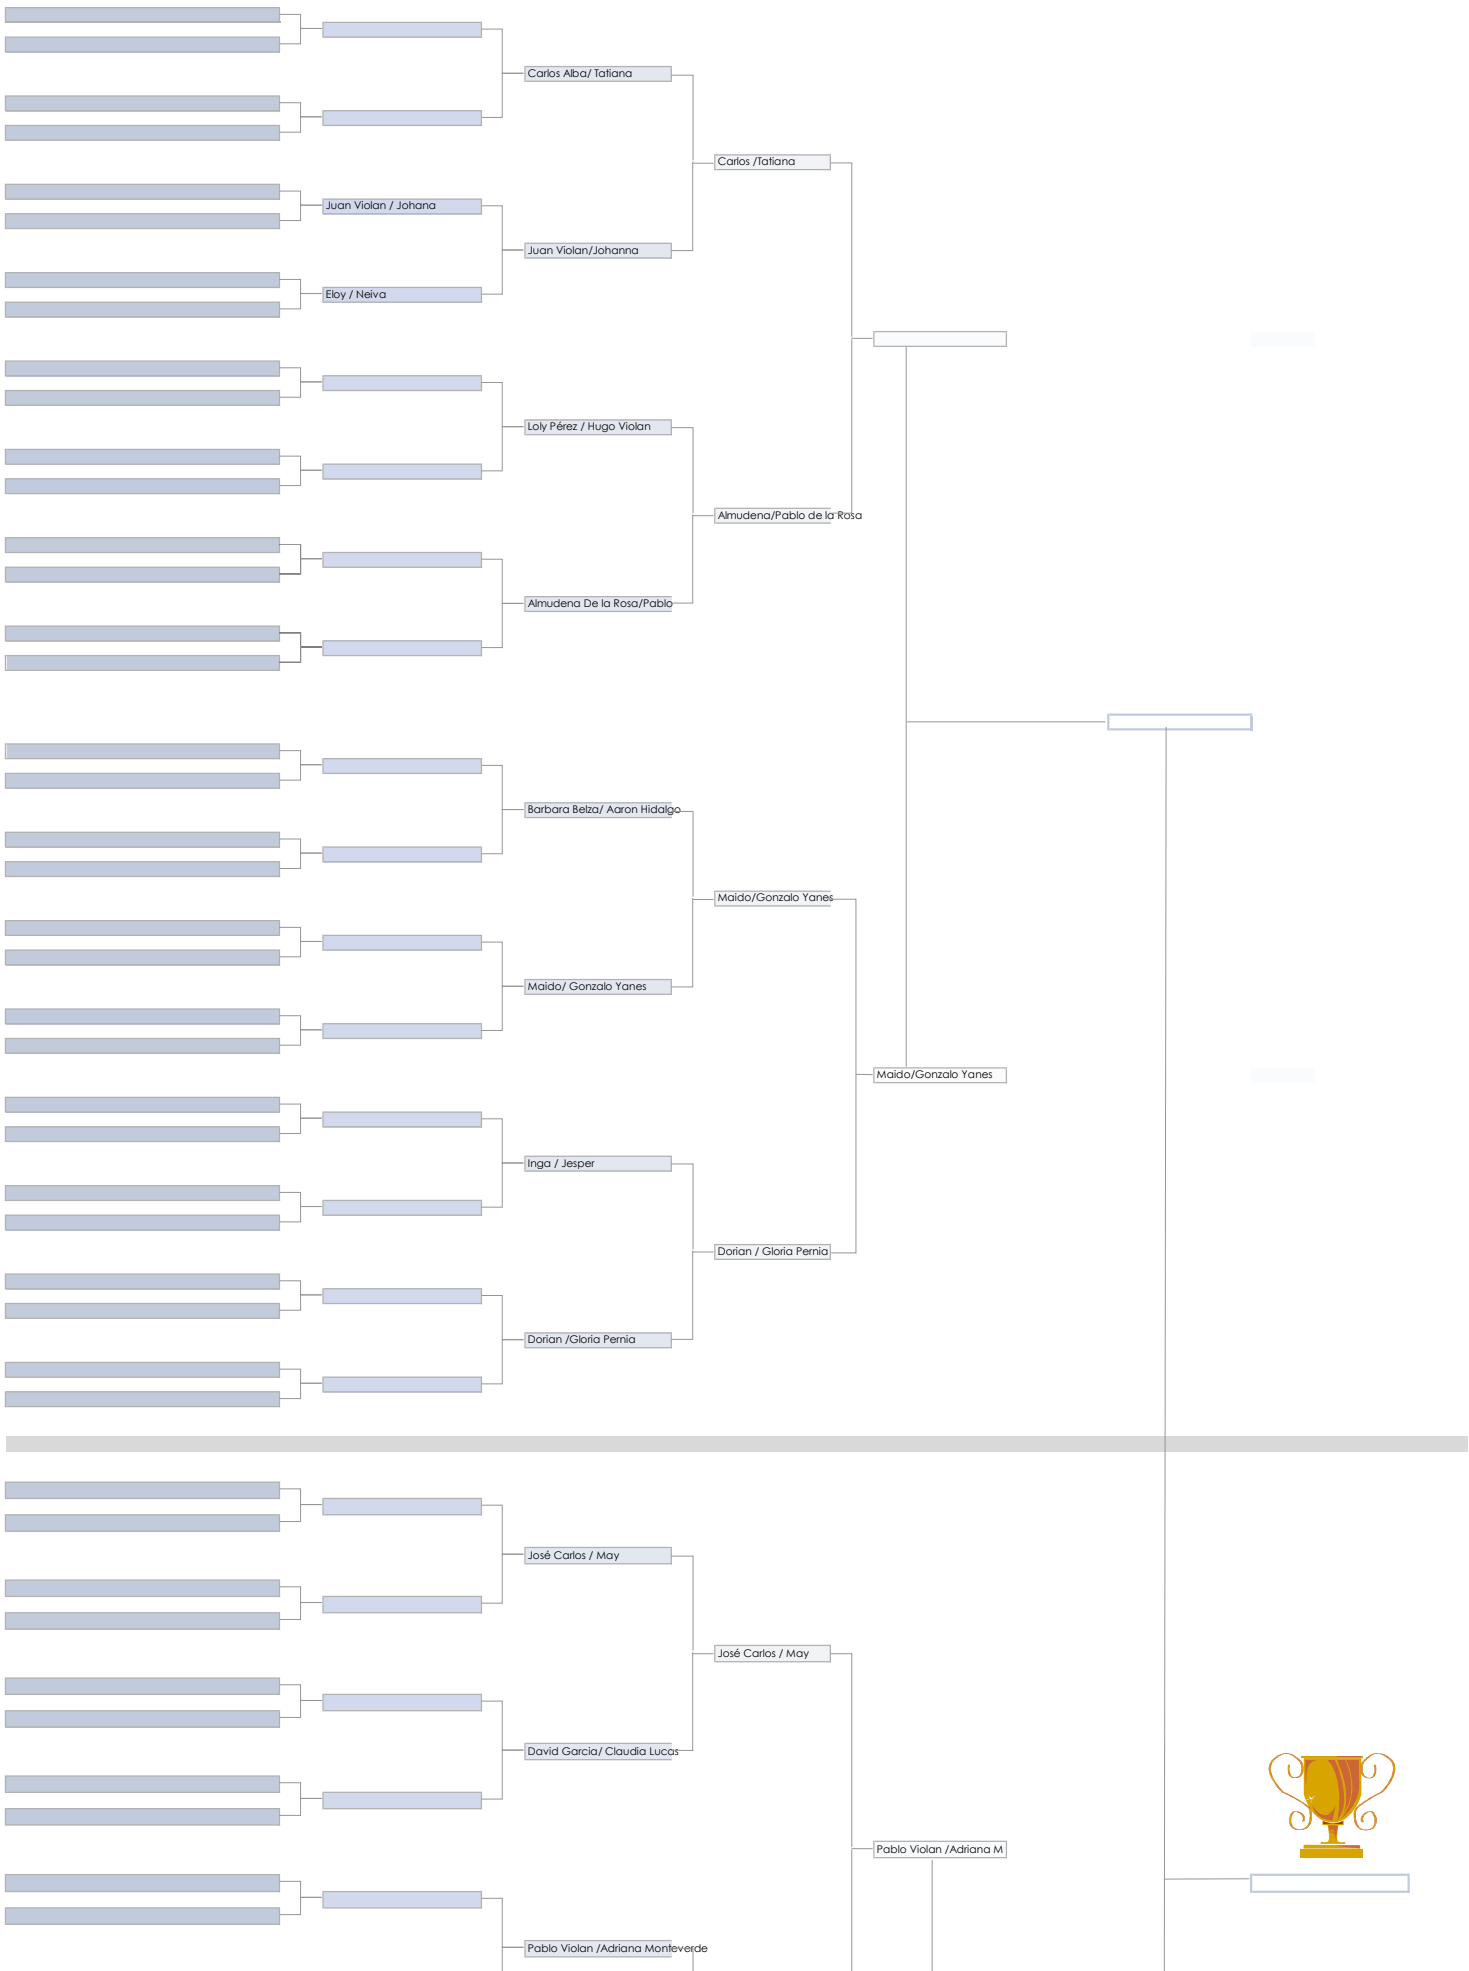 Carlos Alba/ Tatiana
Carlos /Tatiana
Juan Violan / Johana
Juan Violan/Johanna
Eloy / Neiva
Loly Pérez / Hugo Violan
Almudena/Pablo de la Rosa
Almudena De la Rosa/Pablo
Barbara Belza/ Aaron Hidalgo
Maido/Gonzalo Yanes
Maido/ Gonzalo Yanes
Maido/Gonzalo Yanes
Inga / Jesper
Dorian / Gloria Pernia
Dorian /Gloria Pernia
José Carlos / May
José Carlos / May
David Garcia/ Claudia Lucas
Pablo Violan /Adriana M
Pablo Violan /Adriana Monteverde